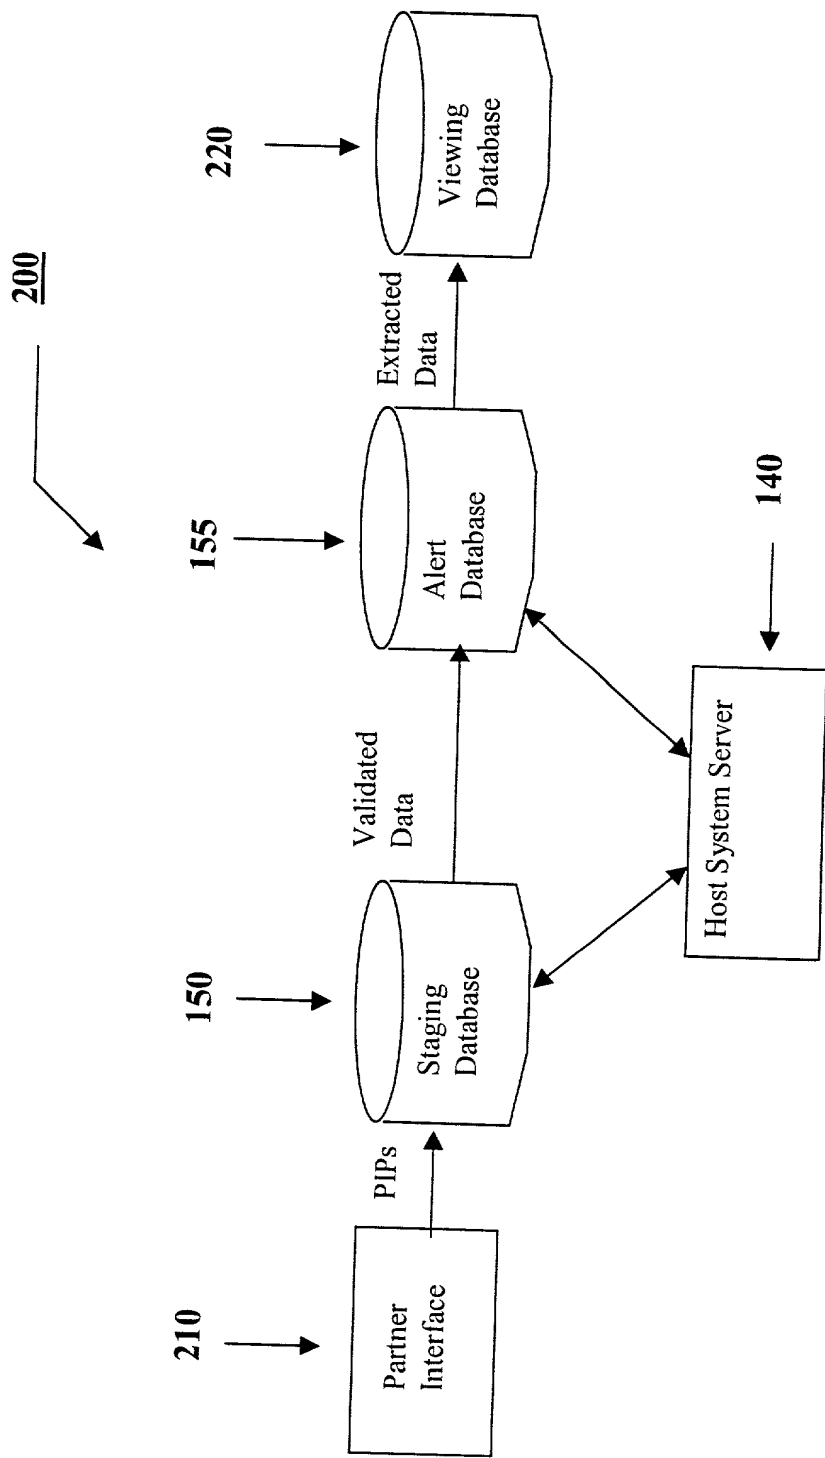 200
210
150
155
220
Partner
Interface
PIPs
Staging
Database
Validated
Data
Alert
Database
Extracted
Data
Viewing
Database
Host System Server
140